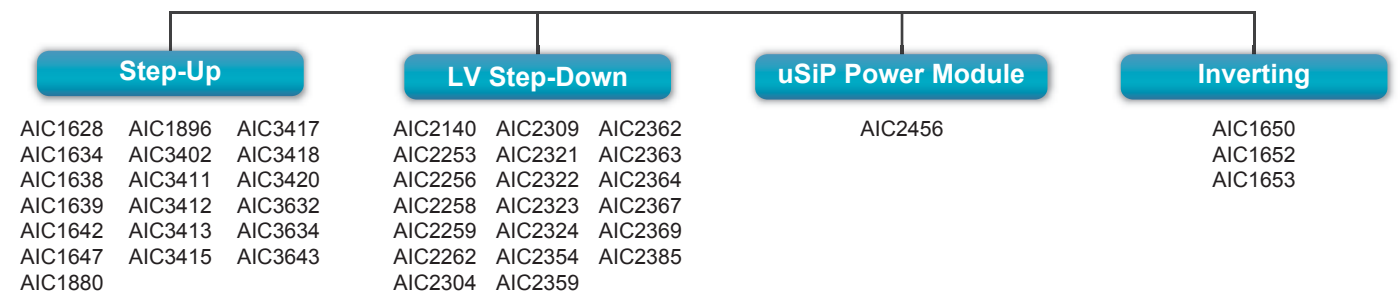 Step-Up
AIC1628 AIC1896 AIC3417
AIC1634 AIC3402 AIC3418
AIC1638 AIC3411 AIC3420
AIC1639 AIC3412 AIC3632
AIC1642 AIC3413 AIC3634
AIC1647 AIC3415 AIC3643
AIC1880
LV Step-Down
AIC2140 AIC2309 AIC2362
AIC2253 AIC2321 AIC2363
AIC2256 AIC2322 AIC2364
AIC2258 AIC2323 AIC2367
AIC2259 AIC2324 AIC2369
AIC2262 AIC2354 AIC2385
AIC2304 AIC2359
uSiP Power Module
AIC2456
Inverting
AIC1650
AIC1652
AIC1653